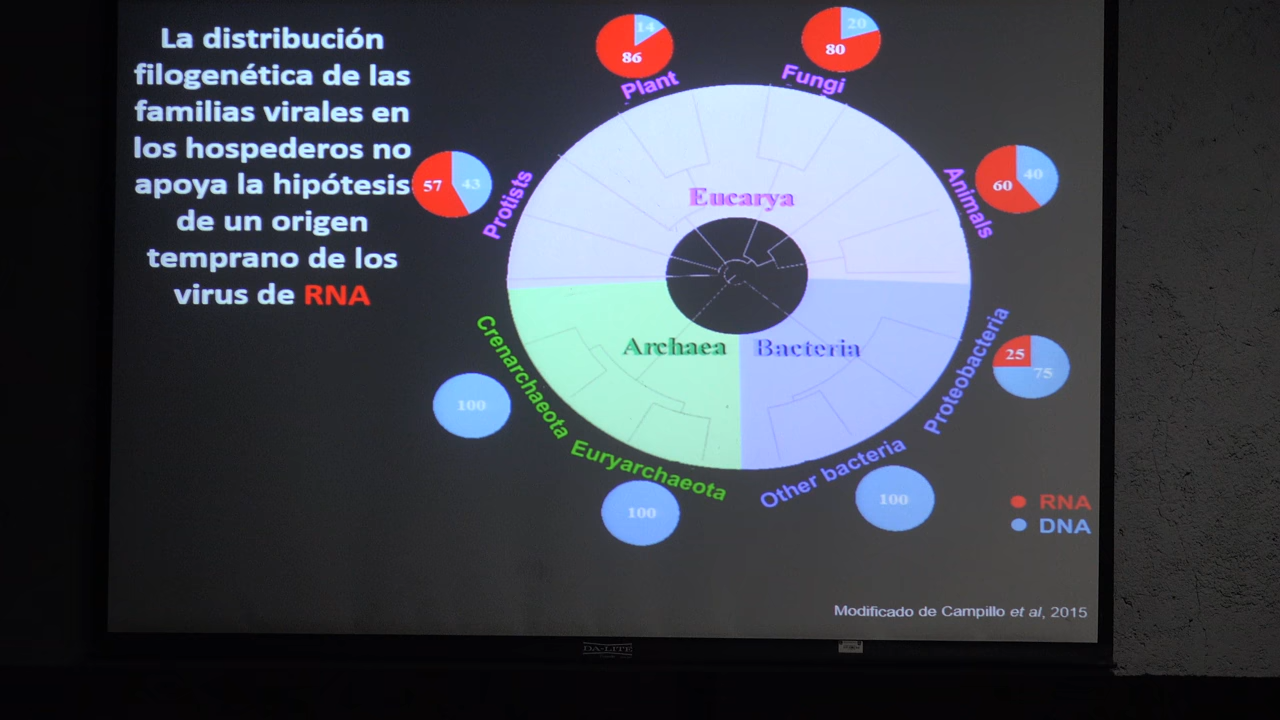 La distribución
filogenética de las
familias virales en
los hospederos no
apoya la hipótesis
de un origen
temprano de los
virus de RNA
14
86
Plant
20
80
Fungi
57
43
Protists
Eucarya
60
40
Animals
Archaea
Bacteria
25
75
Proteobacteria
100
Crenarchaeota
100
Euryarchaeota
100
Other bacteria
RNA
DNA
Modificado de Campillo et al, 2015
DA-LITE